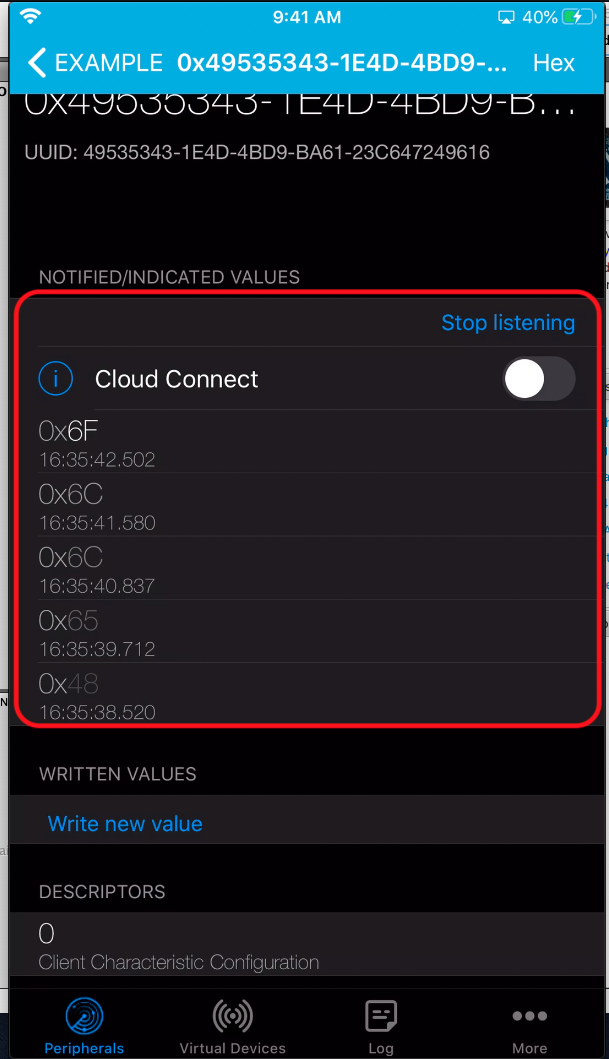 9:41 AM
40%
EXAMPLE 0x49535343-1E4D-4BD9-... Hex
0x49535343-1E4D-4BD9-B...
UUID: 49535343-1E4D-4BD9-BA61-23C647249616
NOTIFIED/INDICATED VALUES
Stop listening
Cloud Connect
0x6F
16:35:42.502
0x6C
16:35:41.580
0x6C
16:35:40.837
0x65
16:35:39.712
0x48
16:35:38.520
WRITTEN VALUES
Write new value
DESCRIPTORS
0
Client Characteristic Configuration
Peripherals Virtual Devices Log More